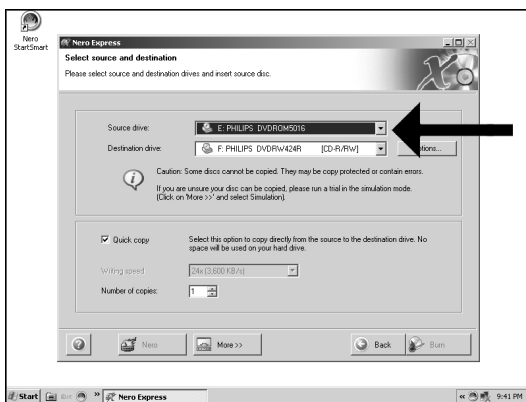 Nero
StartSmart
Nero Express
Select source and destination
Please select source and destination drives and insert source disc.
Source drive:
E: PHILIPS DVDROM5016
Destination drive:
F: PHILIPS DVDRW424R [CD-R/RW]
tions...
Caution: Some discs cannot be copied. They may be copy protected or contain errors.
If you are unsure your disc can be copied, please run a trial in the simulation mode.
(Click on 'More >>' and select Simulation).
Quick copy
Select this option to copy directly from the source to the destination drive. No
space will be used on your hard drive.
Writing speed
24x (3,600 KB/s)
Number of copies:
1
Nero
More >>
Back
Burn
Start
»
Nero Express
«
9:41 PM